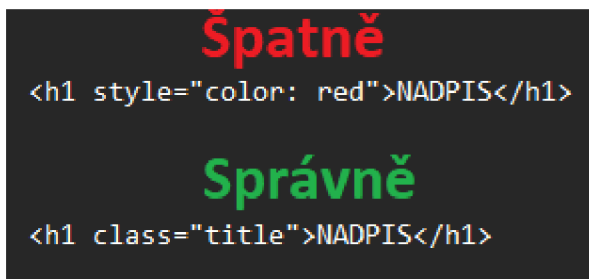 Špatně
<h1 style="color: red">NADPIS</h1>
Správně
<h1 class="title">NADPIS</h1>